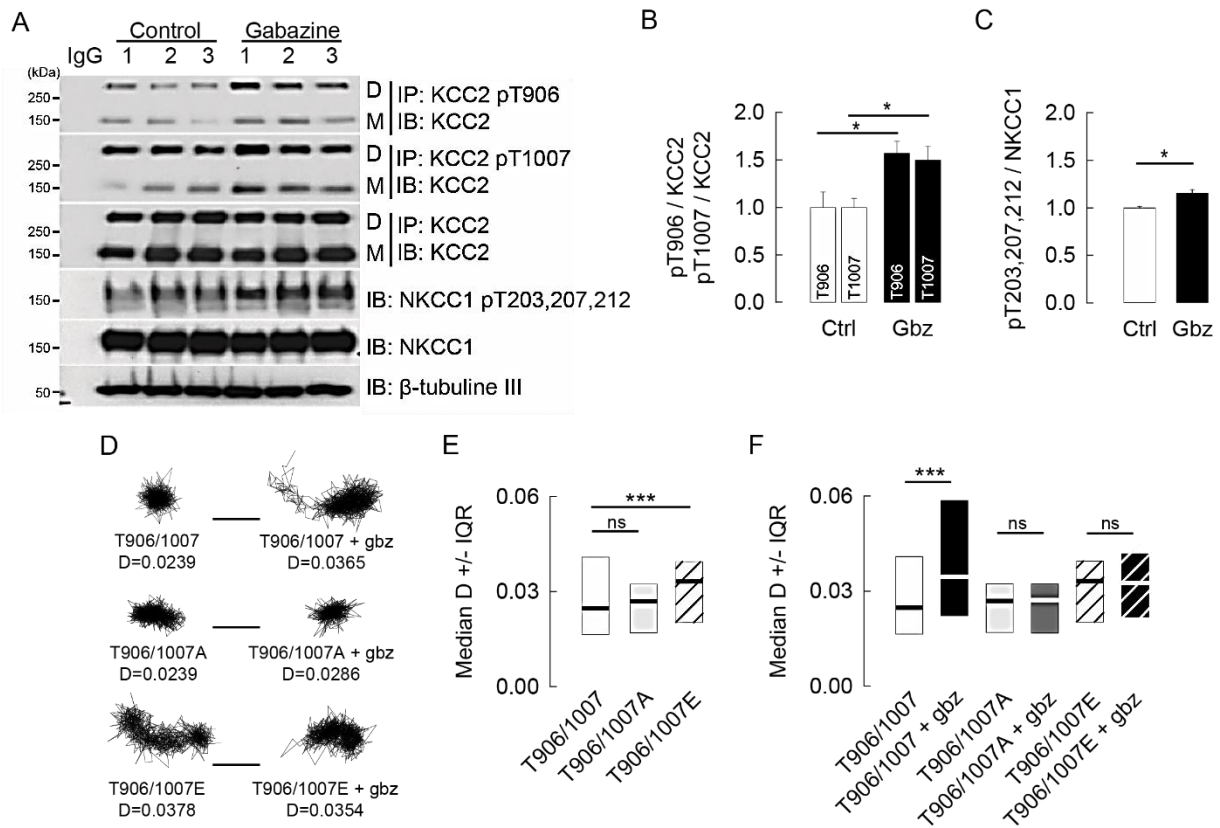 A
Control Gabazine
IgG 1 2 3 1 2 3
(kDa)
250
150
D IP: KCC2 pT906
M IB: KCC2
250
150
D IP: KCC2 pT1007
M IB: KCC2
250
150
D IP: KCC2
M IB: KCC2
150
IB: NKCC1 pT203,207,212
150
IB: NKCC1
50
IB: β-tubuline III
B
pT906 / KCC2
pT1007 / KCC2
2.0
1.5
1.0
0.5
0.0
*
*
T906
T1007
T906
T1007
Ctrl Gbz
C
pT203,207,212 / NKCC1
2.0
1.5
1.0
0.5
0.0
*
Ctrl Gbz
D
T906/1007
D=0.0239
T906/1007 + gbz
D=0.0365
T906/1007A
D=0.0239
T906/1007A + gbz
D=0.0286
T906/1007E
D=0.0378
T906/1007E + gbz
D=0.0354
E
Median D +/- IQR
0.06
0.03
0.00
***
ns
T906/1007
T906/1007A
T906/1007E
F
Median D +/- IQR
0.06
0.03
0.00
***
ns
ns
T906/1007
T906/1007 + gbz
T906/1007A
T906/1007A + gbz
T906/1007E
T906/1007E + gbz